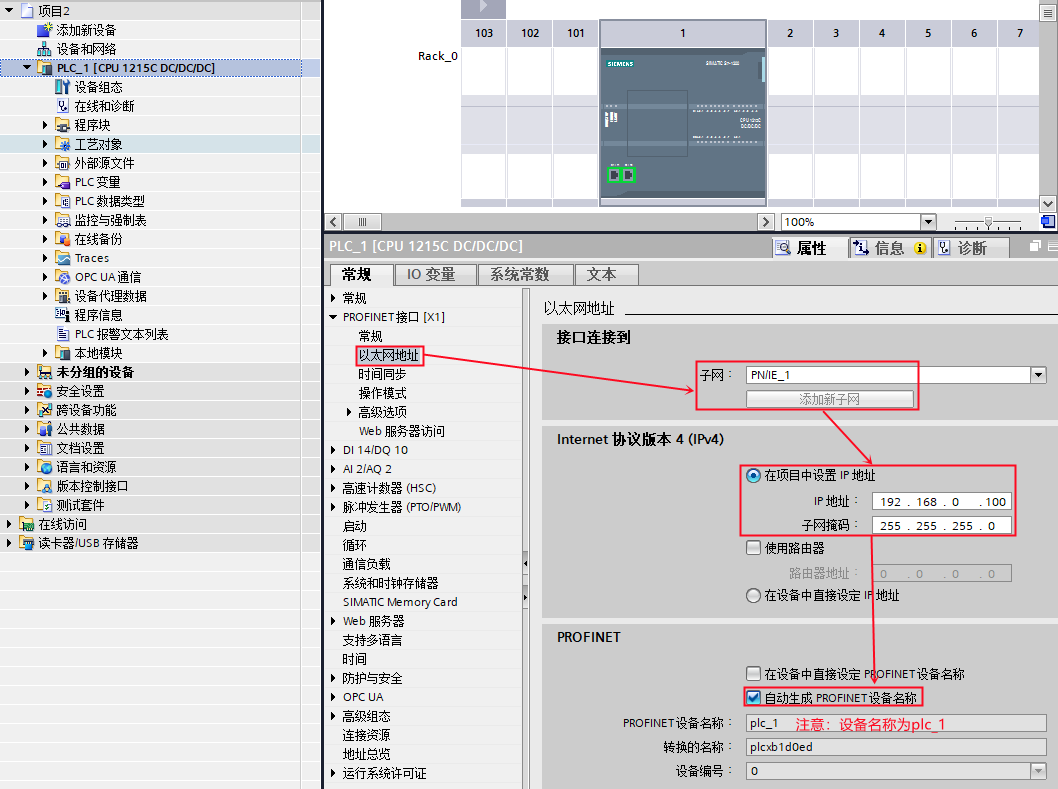 项目2
添加新设备
设备和网络
PLC_1 [CPU 1215C DC/DC/DC]
设备组态
在线和诊断
程序块
工艺对象
外部源文件
PLC 变量
PLC 数据类型
监控与强制表
在线备份
Traces
OPC UA 通信
设备代理数据
程序信息
PLC 报警文本列表
本地模块
未分组的设备
安全设置
跨设备功能
公共数据
文档设置
语言和资源
版本控制接口
测试套件
在线访问
读卡器/USB 存储器
103 102 101 1 2 3 4 5 6 7
Rack_0
SIEMENS
CPU 1215C
DC/DC/DC
100%
PLC_1 [CPU 1215C DC/DC/DC]
属性 信息 诊断
常规 IO 变量 系统常数 文本
常规
PROFINET接口 [X1]
常规
以太网地址
时间同步
操作模式
高级选项
Web 服务器访问
DI 14/DQ 10
AI 2/AQ 2
高速计数器 (HSC)
脉冲发生器 (PTO/PWM)
启动
循环
通信负载
系统和时钟存储器
SIMATIC Memory Card
Web 服务器
支持多语言
时间
防护与安全
OPC UA
高级组态
连接资源
地址总览
运行系统许可证
以太网地址
接口连接到
子网： PN/IE_1
添加新子网
Internet 协议版本 4 (IPv4)
在项目中设置 IP 地址
IP 地址： 192 . 168 . 0 . 100
子网掩码： 255 . 255 . 255 . 0
使用路由器
路由器地址： 0 . 0 . 0 . 0
在设备中直接设定 IP 地址
PROFINET
在设备中直接设定 PROFINET 设备名称
自动生成 PROFINET 设备名称
PROFINET 设备名称： plc_1 注意：设备名称为plc_1
转换的名称： plcxb1d0ed
设备编号： 0